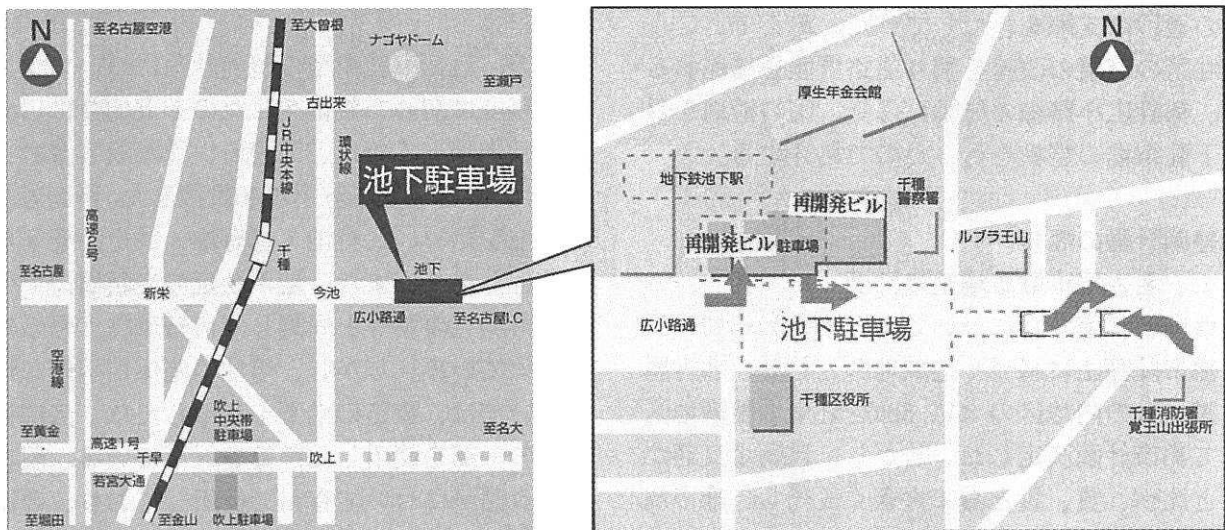 N
至名古屋空港
至大曽根
ナゴヤドーム
至瀬戸
古出来
JR中央本線
環状線
池下駐車場
高速2号
千種
至名古屋
新栄
今池
池下
広小路通
至名古屋I.C
空港線
吹上
中央帯
駐車場
至黄金
高速1号
至名大
千早
吹上
若宮大通
至堀田
至金山
吹上駐車場
N
厚生年金会館
地下鉄池下駅
再開発ビル
千種
警察署
再開発ビル
駐車場
ルブラ王山
広小路通
池下駐車場
千種区役所
千種消防署
覚王山出張所